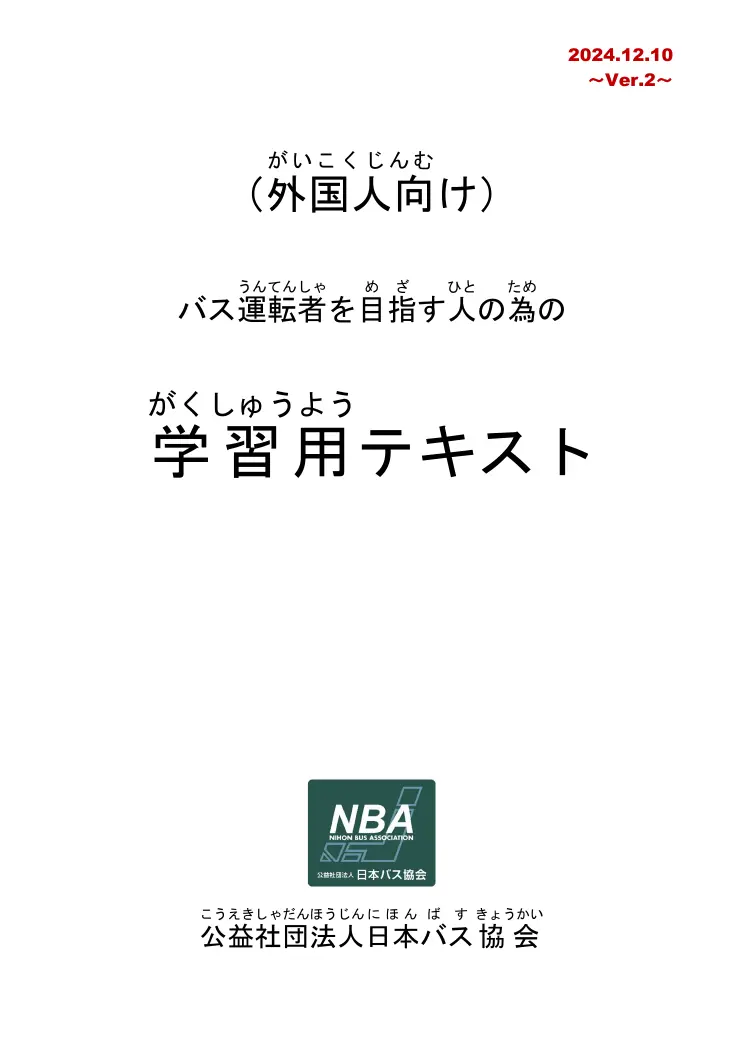 2024.12.10
～Ver.2～
がいこくじんむ
（外国人向け）
うんてんしゃ め ざ ひと ため
バス運転者を目指す人の為の
がくしゅうよう
学習用テキスト
NBA
NIHON BUS ASSOCIATION
公益社団法人 日本バス協会
こうえきしゃだんほうじんにほんばすきょうかい
公益社団法人日本バス協会